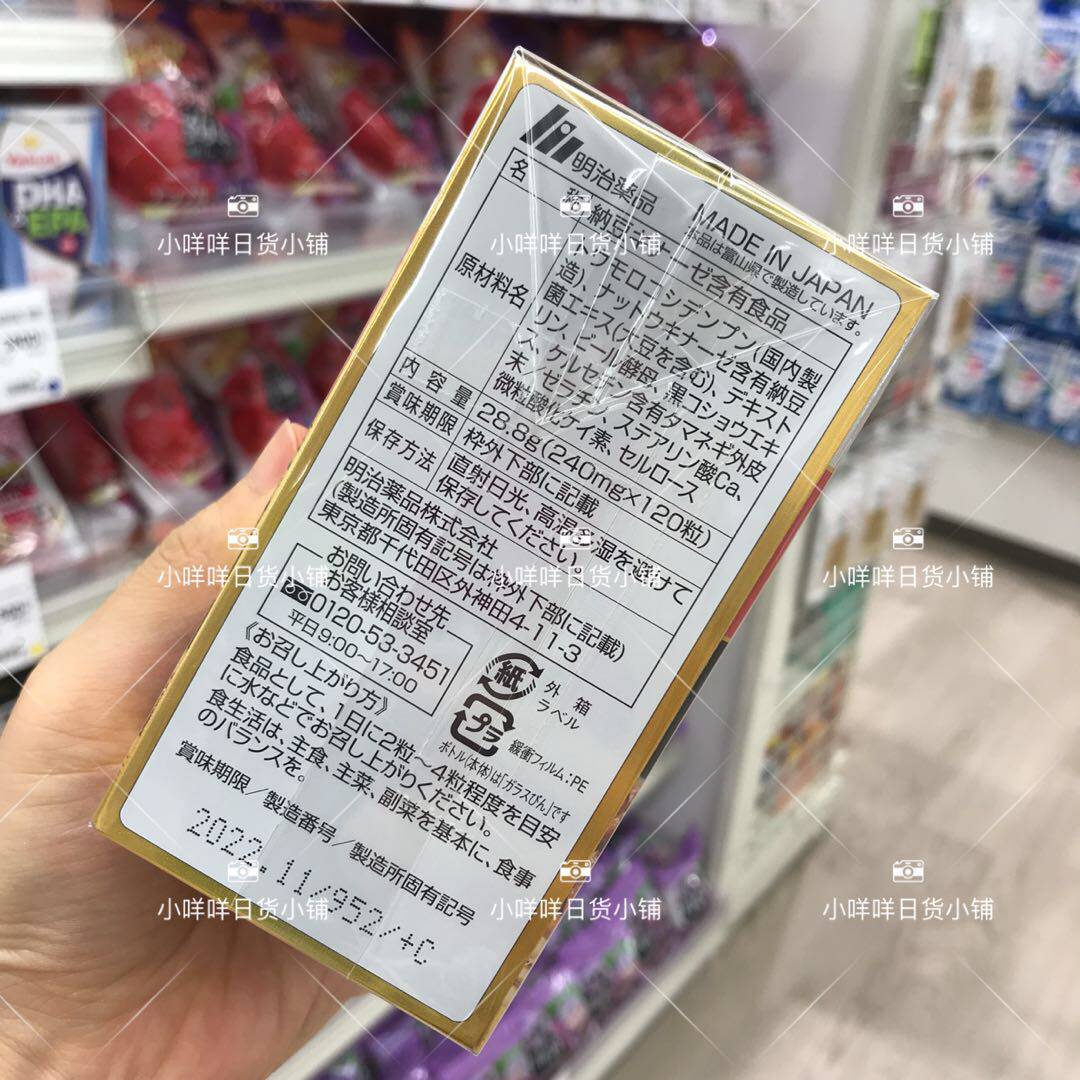 明治薬品 MADE IN JAPAN
本品は富山県で製造しています。
名 称 納豆キナーゼ含有食品
原材料名
トウモロコシデンプン(国内製
造)、ナットウキナーゼ含有納豆
菌エキス(大豆を含む)、デキスト
リン、ビール酵母、黒コショウエキ
ス、ケルセチン含有タマネギ外皮
末、ゼラチン、ステアリン酸Ca、
微粒酸化ケイ素、セルロース
内容量 28.8g(240mg×120粒)
賞味期限 枠外下部に記載
保存方法 直射日光、高温多湿を避けて
保存してください。
明治薬品株式会社
(製造所固有記号は枠外下部に記載)
東京都千代田区外神田4-11-3
お問い合わせ先
お客様相談室
0120-53-3451
平日9:00~17:00
紙 外箱
ラベル
プラ 緩衝フィルム:PE
ボトル(本体)は「ガラスびん」です
《お召し上がり方》
食品として、1日に2粒~4粒程度を目安
に水などでお召し上がりください。
食生活は、主食、主菜、副菜を基本に、食事
のバランスを。
賞味期限/製造番号/製造所固有記号
2022.11/952/+C
DHA
EPA
小咩咩日货小铺
小咩咩日货小铺
小咩咩日货小铺
小咩咩日货小铺
小咩咩日货小铺
小咩咩日货小铺
小咩咩日货小铺
小咩咩日货小铺
小咩咩日货小铺